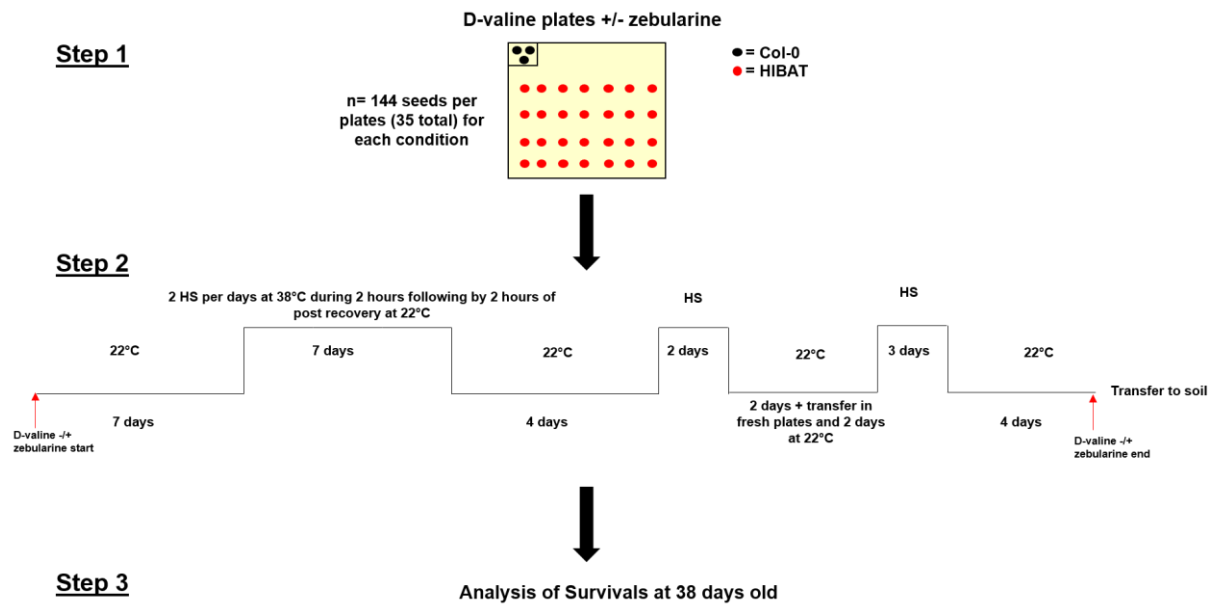 D-valine plates +/- zebularine
Step 1
= Col-0
= HIBAT
n= 144 seeds per
plates (35 total) for
each condition
Step 2
2 HS per days at 38°C during 2 hours following by 2 hours of
post recovery at 22°C
HS
HS
22°C
7 days
22°C
2 days
22°C
3 days
22°C
Transfer to soil
D-valine -/+
zebularine start
7 days
4 days
2 days + transfer in
fresh plates and 2 days
at 22°C
4 days
D-valine -/+
zebularine end
Step 3
Analysis of Survivals at 38 days old